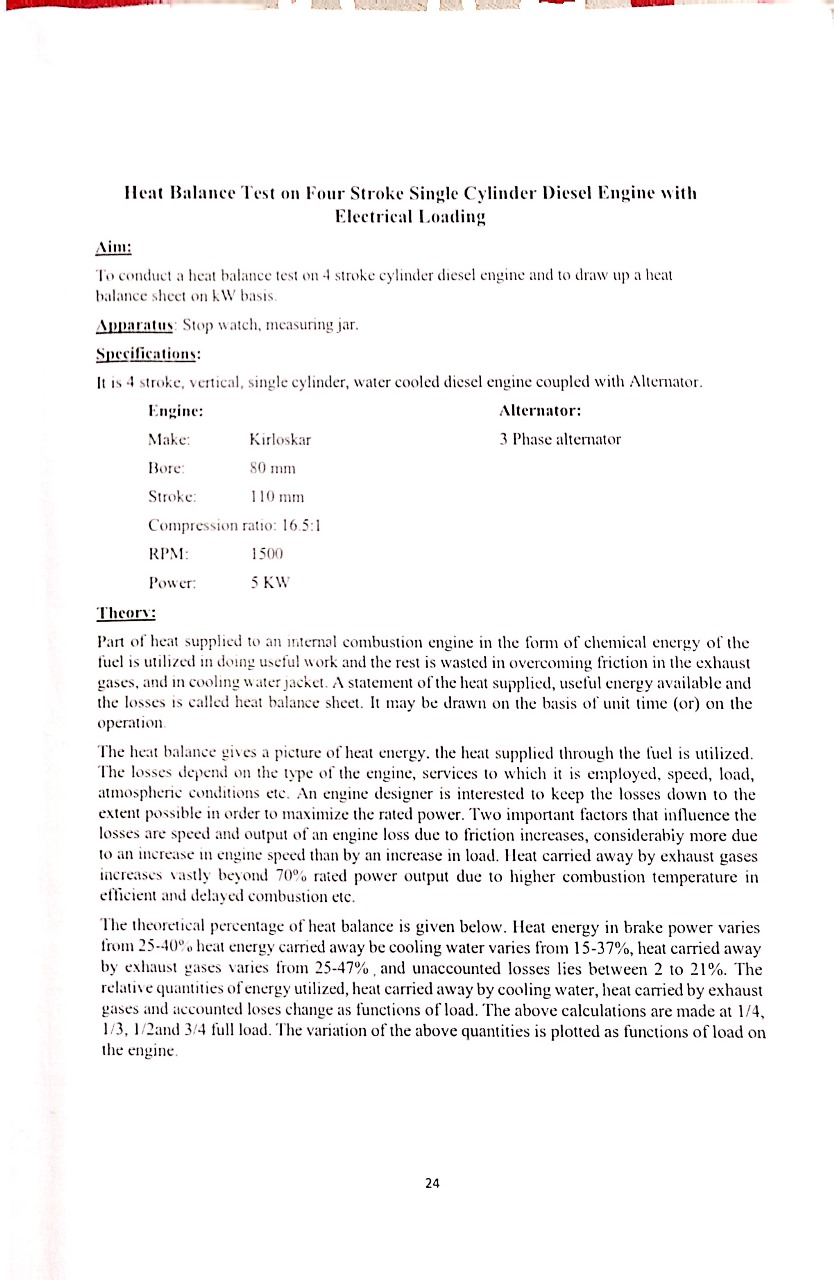 Heat Balance Test on Four Stroke Single Cylinder Diesel Engine with
Electrical Loading
Aim:
To conduct a heat balance test on 4 stroke cylinder diesel engine and to draw up a heat
balance sheet on kW basis.
Apparatus: Stop watch, measuring jar.
Specifications:
It is 4 stroke, vertical, single cylinder, water cooled diesel engine coupled with Alternator.
Engine: Alternator:
Make: Kirloskar 3 Phase alternator
Bore: 80 mm
Stroke: 110 mm
Compression ratio: 16.5:1
RPM: 1500
Power: 5 KW
Theory:
Part of heat supplied to an internal combustion engine in the form of chemical energy of the
fuel is utilized in doing useful work and the rest is wasted in overcoming friction in the exhaust
gases, and in cooling water jacket. A statement of the heat supplied, useful energy available and
the losses is called heat balance sheet. It may be drawn on the basis of unit time (or) on the
operation.
The heat balance gives a picture of heat energy. the heat supplied through the fuel is utilized.
The losses depend on the type of the engine, services to which it is employed, speed, load,
atmospheric conditions etc. An engine designer is interested to keep the losses down to the
extent possible in order to maximize the rated power. Two important factors that influence the
losses are speed and output of an engine loss due to friction increases, considerably more due
to an increase in engine speed than by an increase in load. Heat carried away by exhaust gases
increases vastly beyond 70% rated power output due to higher combustion temperature in
efficient and delayed combustion etc.
The theoretical percentage of heat balance is given below. Heat energy in brake power varies
from 25-40% heat energy carried away be cooling water varies from 15-37%, heat carried away
by exhaust gases varies from 25-47% , and unaccounted losses lies between 2 to 21%. The
relative quantities of energy utilized, heat carried away by cooling water, heat carried by exhaust
gases and accounted loses change as functions of load. The above calculations are made at 1/4,
1/3, 1/2and 3/4 full load. The variation of the above quantities is plotted as functions of load on
the engine.
24